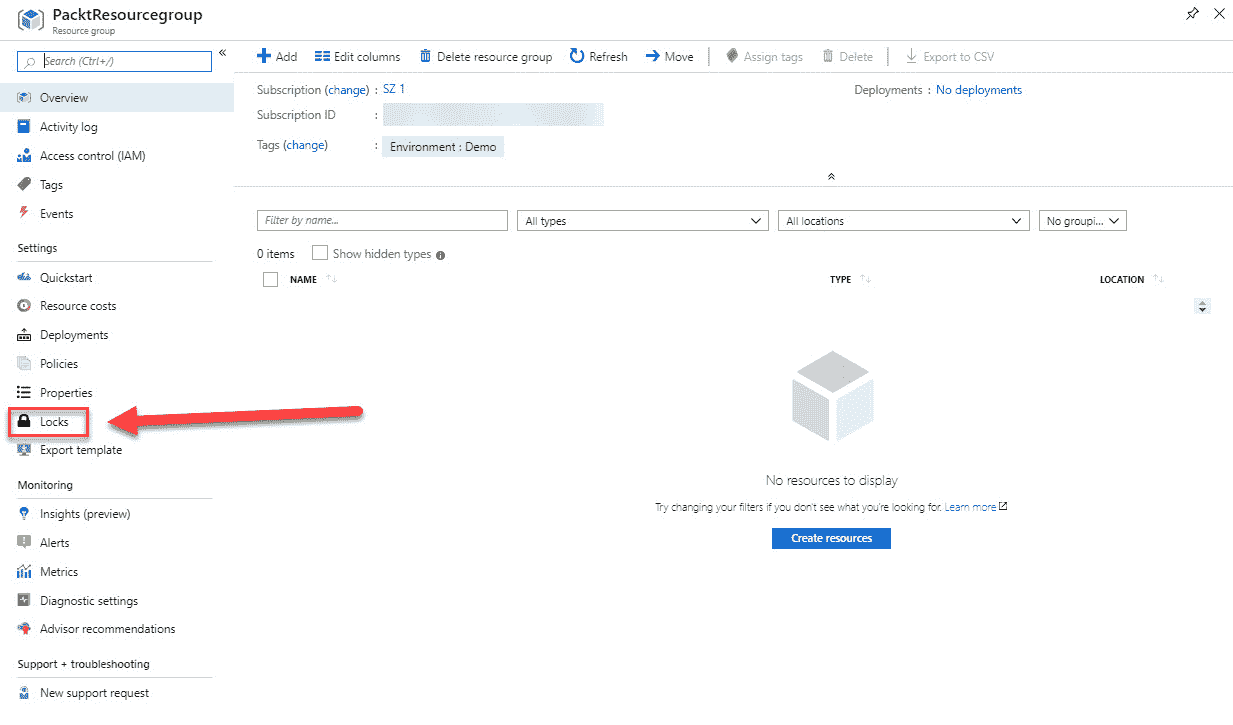 PacktResourcegroup
Resource group
Search (Ctrl+/)
«
Overview
Activity log
Access control (IAM)
Tags
Events
Settings
Quickstart
Resource costs
Deployments
Policies
Properties
Locks
Export template
Monitoring
Insights (preview)
Alerts
Metrics
Diagnostic settings
Advisor recommendations
Support + troubleshooting
New support request
Add Edit columns Delete resource group Refresh Move Assign tags Delete Export to CSV
Subscription (change) : SZ 1 Deployments : No deployments
Subscription ID :
Tags (change) : Environment : Demo
Filter by name... All types All locations No groupi...
0 items Show hidden types
NAME TYPE LOCATION
No resources to display
Try changing your filters if you don't see what you're looking for. Learn more
Create resources